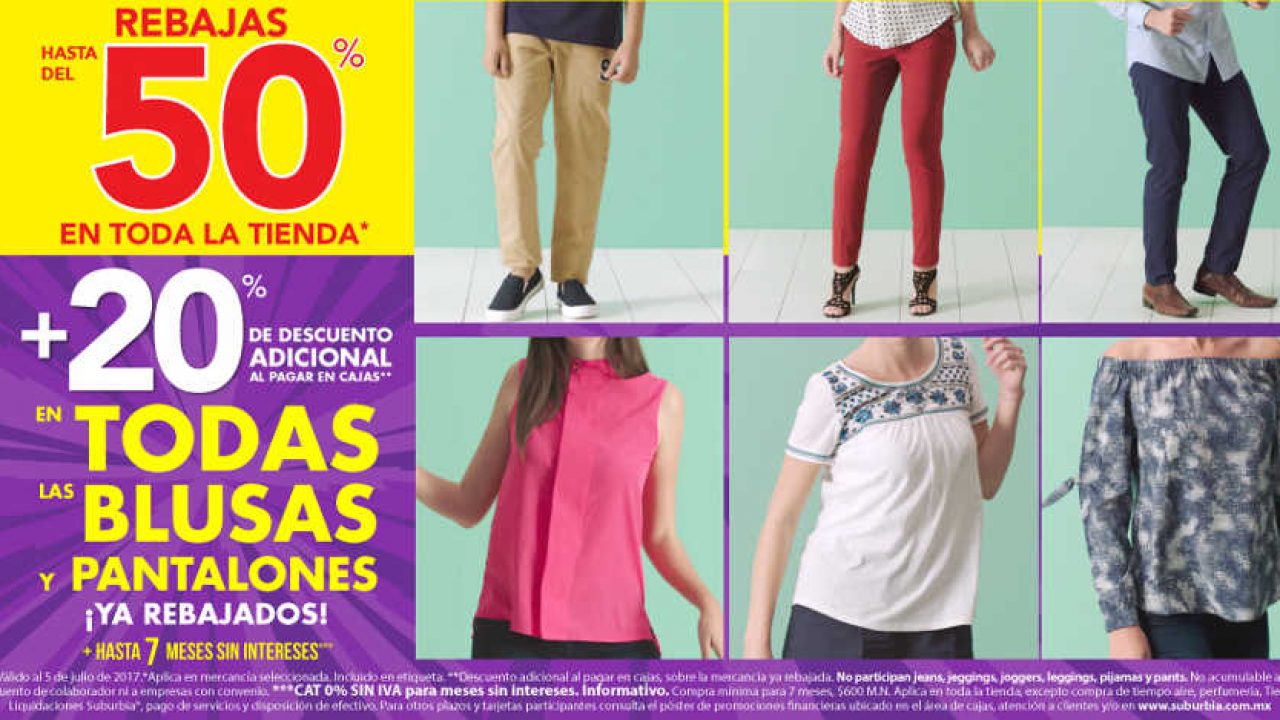 REBAJAS
HASTA DEL 50%
EN TODA LA TIENDA*
+20%
DE DESCUENTO
ADICIONAL
AL PAGAR EN CAJAS**
EN TODAS
LAS BLUSAS
Y PANTALONES
¡YA REBAJADOS!
+ HASTA 7 MESES SIN INTERESES***
Válido al 5 de julio de 2017.*Aplica en mercancía seleccionada. Incluido en etiqueta. **Descuento adicional al pagar en cajas, sobre la mercancía ya rebajada. No participan jeans, jeggings, joggers, leggings, pijamas y pants. No acumulable a
uento de colaborador ni a empresas con convenio. ***CAT 0% SIN IVA para meses sin intereses. Informativo. Compra mínima para 7 meses, $600 M.N. Aplica en toda la tienda, excepto compra de tiempo aire, perfumería, Tie
Liquidaciones Suburbia®, pago de servicios y disposición de efectivo. Para otros plazos y tarjetas participantes consulta el póster de promociones financieras ubicado en el área de cajas, atención a clientes y/o en www.suburbia.com.mx